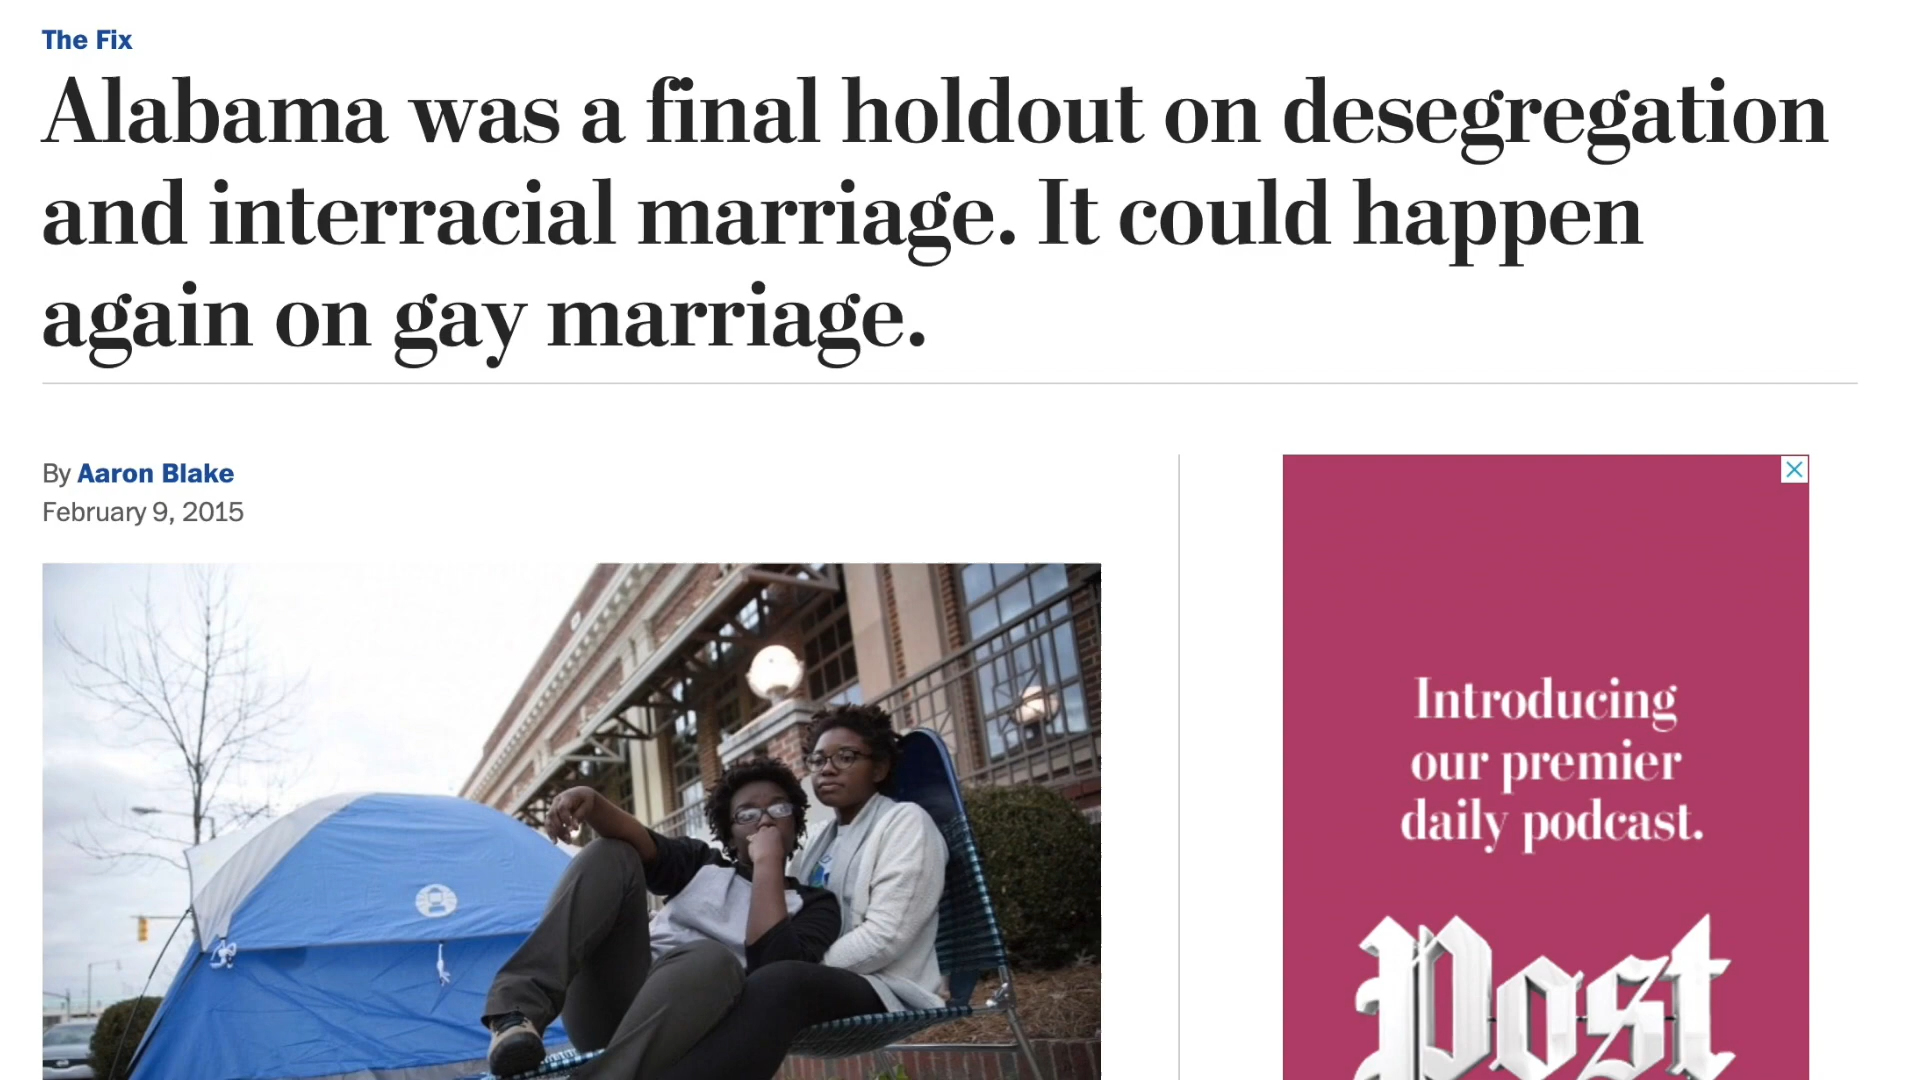 The Fix
Alabama was a final holdout on desegregation
and interracial marriage. It could happen
again on gay marriage.
By Aaron Blake
February 9, 2015
Introducing
our premier
daily podcast.
Post